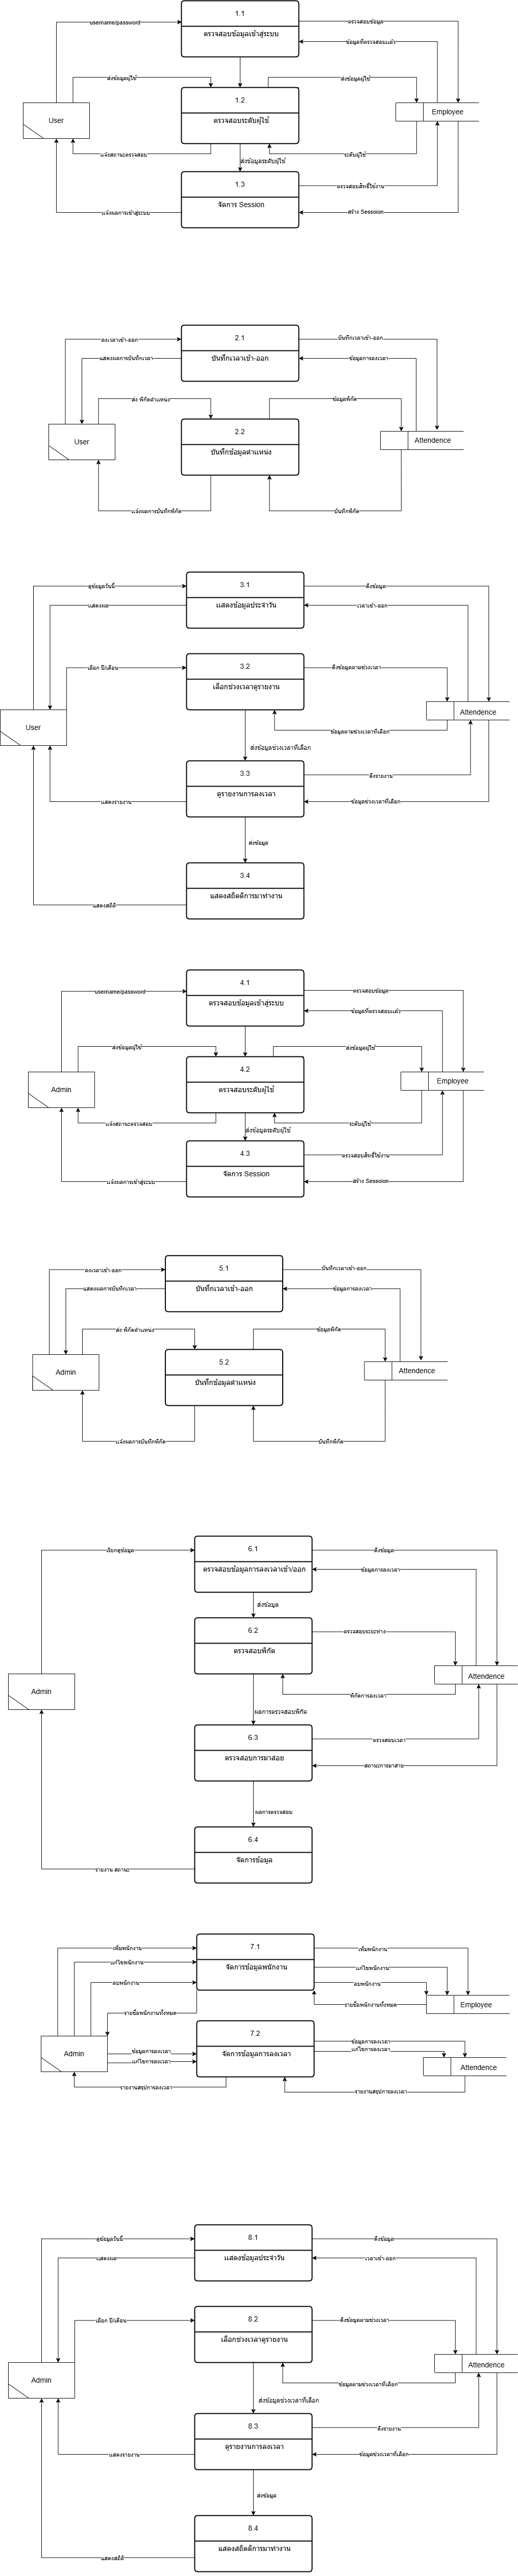 1.1
username/password
ตรวจสอบข้อมูล
ตรวจสอบข้อมูลเข้าสู่ระบบ
ข้อมูลที่ตรวจสอบแล้ว
ส่งข้อมูลผู้ใช้
ส่งข้อมูลผู้ใช้
1.2
User
Employee
ตรวจสอบระดับผู้ใช้
แจ้งสถานะตรวจสอบ
ระดับผู้ใช้
ส่งข้อมูลระดับผู้ใช้
1.3
ตรวจสอบสิทธิ์ใช้งาน
จัดการ Session
แจ้งผลการเข้าสู่ระบบ
สร้าง Sessoion
2.1
ลงเวลาเข้า-ออก
บันทึกเวลาเข้า-ออก
บันทึกเวลาเข้า-ออก
แสดงผลการบันทึกเวลา
ข้อมูลการลงเวลา
ส่ง พิกัดตำแหน่ง
ข้อมูลพิกัด
2.2
User
Attendence
บันทึกข้อมูลตำแหน่ง
แจ้งผลการบันทึกพิกัด
บันทึกพิกัด
3.1
ดูข้อมูลวันนี้
ดึงข้อมูล
แสดงข้อมูลประจำวัน
แสดงผล
เวลาเข้า-ออก
3.2
เลือก ปี/เดือน
ดึงข้อมูลตามช่วงเวลา
เลือกช่วงเวลาดูรายงาน
User
Attendence
ข้อมูลตามช่วงเวลาที่เลือก
ส่งข้อมูลช่วงเวลาที่เลือก
3.3
ดึงรายงาน
ดูรายงานการลงเวลา
แสดงรายงาน
ข้อมูลช่วงเวลาที่เลือก
ส่งข้อมูล
3.4
แสดงสถิตติการมาทำงาน
แสดงสถิติ
4.1
username/password
ตรวจสอบข้อมูล
ตรวจสอบข้อมูลเข้าสู่ระบบ
ข้อมูลที่ตรวจสอบแล้ว
ส่งข้อมูลผู้ใช้
ส่งข้อมูลผู้ใช้
4.2
Admin
Employee
ตรวจสอบระดับผู้ใช้
แจ้งสถานะตรวจสอบ
ระดับผู้ใช้
ส่งข้อมูลระดับผู้ใช้
4.3
ตรวจสอบสิทธิ์ใช้งาน
จัดการ Session
แจ้งผลการเข้าสู่ระบบ
สร้าง Sessoion
5.1
ลงเวลาเข้า-ออก
บันทึกเวลาเข้า-ออก
บันทึกเวลาเข้า-ออก
แสดงผลการบันทึกเวลา
ข้อมูลการลงเวลา
ส่ง พิกัดตำแหน่ง
ข้อมูลพิกัด
5.2
Admin
Attendence
บันทึกข้อมูลตำแหน่ง
แจ้งผลการบันทึกพิกัด
บันทึกพิกัด
6.1
เรียกดูข้อมูล
ดึงข้อมูล
ตรวจสอบข้อมูลการลงเวลาเข้า/ออก
ข้อมูลการลงเวลา
ส่งข้อมูล
6.2
ตรวจสอบระยะห่าง
ตรวจสอบพิกัด
Admin
Attendence
พิกัดการลงเวลา
ผลการตรวจสอบพิกัด
6.3
ตรวจสอบเวลา
ตรวจสอบการมาสอย
สถานะการมาสาย
ผลการตรวจสอบ
6.4
จัดการข้อมูล
รายงาน สถานะ
7.1
เพิ่มพนักงาน
เพิ่มพนักงาน
แก้ไขพนักงาน
จัดการข้อมูลพนักงาน
แก้ไขพนักงาน
ลบพนักงาน
ลบพนักงาน
รายชื่อพนักงานทั้งหมด
รายชื่อพนักงานทั้งหมด
Employee
7.2
ข้อมูลการลงเวลา
ข้อมูลการลงเวลา
แก้ไขการลงเวลา
Admin
จัดการข้อมูลการลงเวลา
แก้ไขการลงเวลา
Attendence
รายงานสรุปการลงเวลา
รายงานสรุปการลงเวลา
8.1
ดูข้อมูลวันนี้
ดึงข้อมูล
แสดงข้อมูลประจำวัน
แสดงผล
เวลาเข้า-ออก
8.2
เลือก ปี/เดือน
ดึงข้อมูลตามช่วงเวลา
เลือกช่วงเวลาดูรายงาน
Admin
Attendence
ข้อมูลตามช่วงเวลาที่เลือก
ส่งข้อมูลช่วงเวลาที่เลือก
8.3
ดึงรายงาน
ดูรายงานการลงเวลา
แสดงรายงาน
ข้อมูลช่วงเวลาที่เลือก
ส่งข้อมูล
8.4
แสดงสถิตติการมาทำงาน
แสดงสถิติ